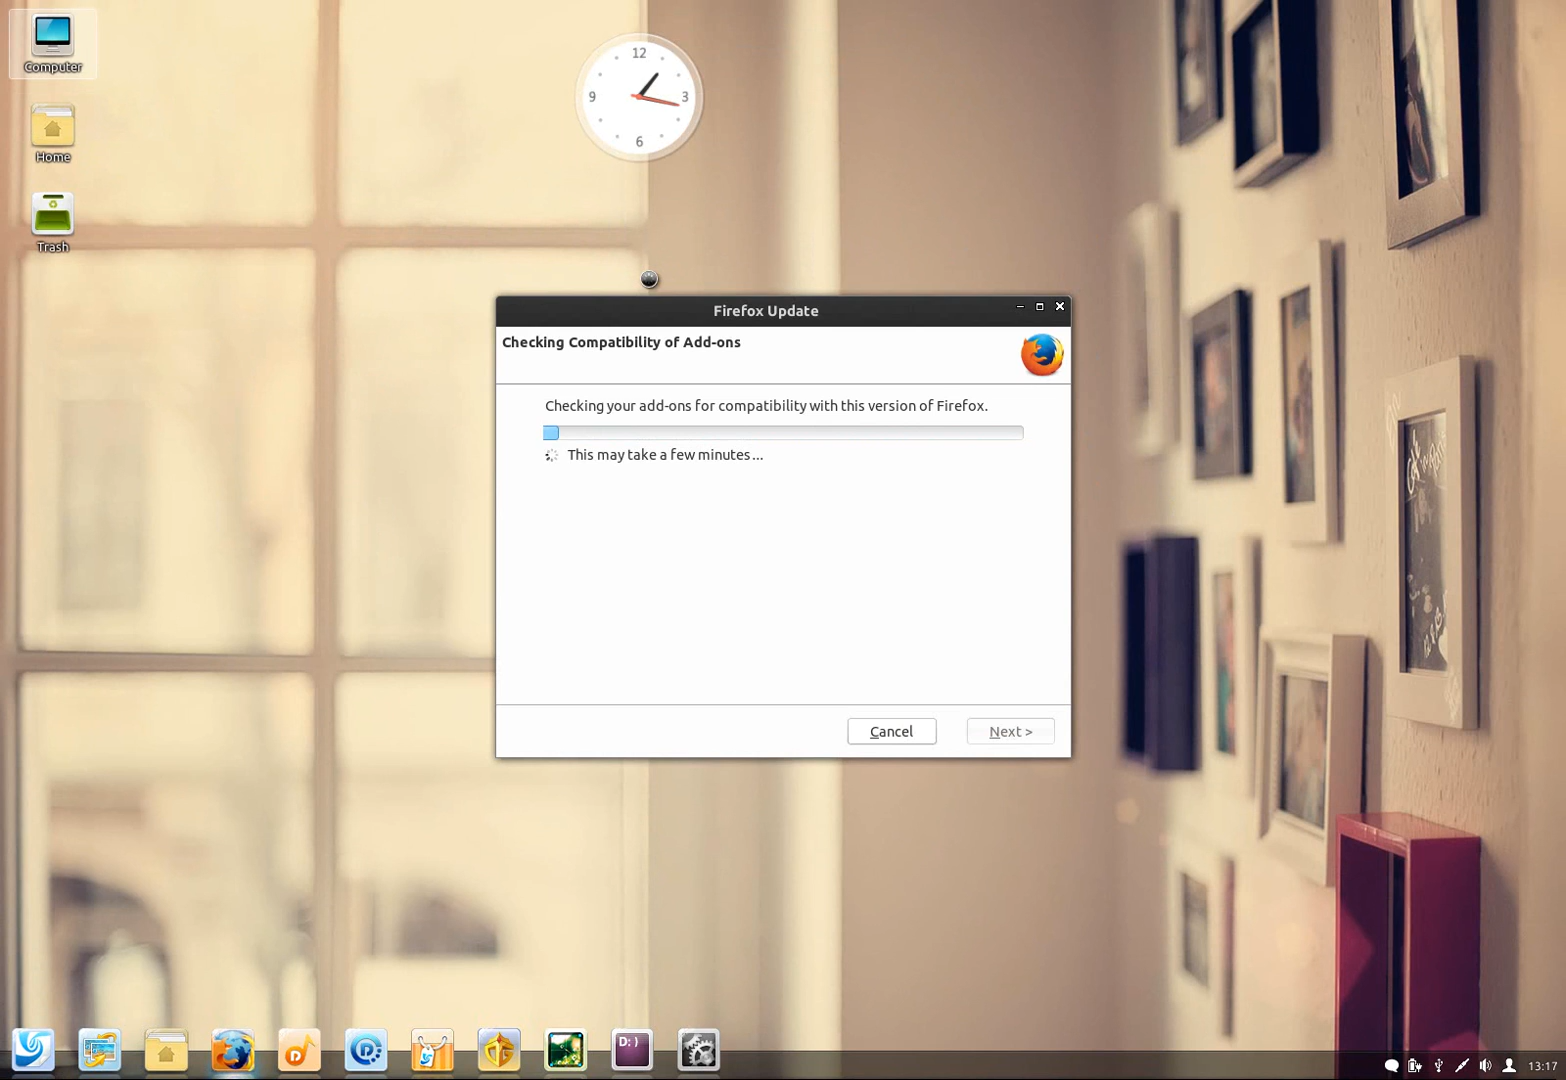 Computer
Home
Trash
12
9
3
6
Firefox Update
Checking Compatibility of Add-ons
Checking your add-ons for compatibility with this version of Firefox.
This may take a few minutes...
Cancel
Next >
D: )
13:17